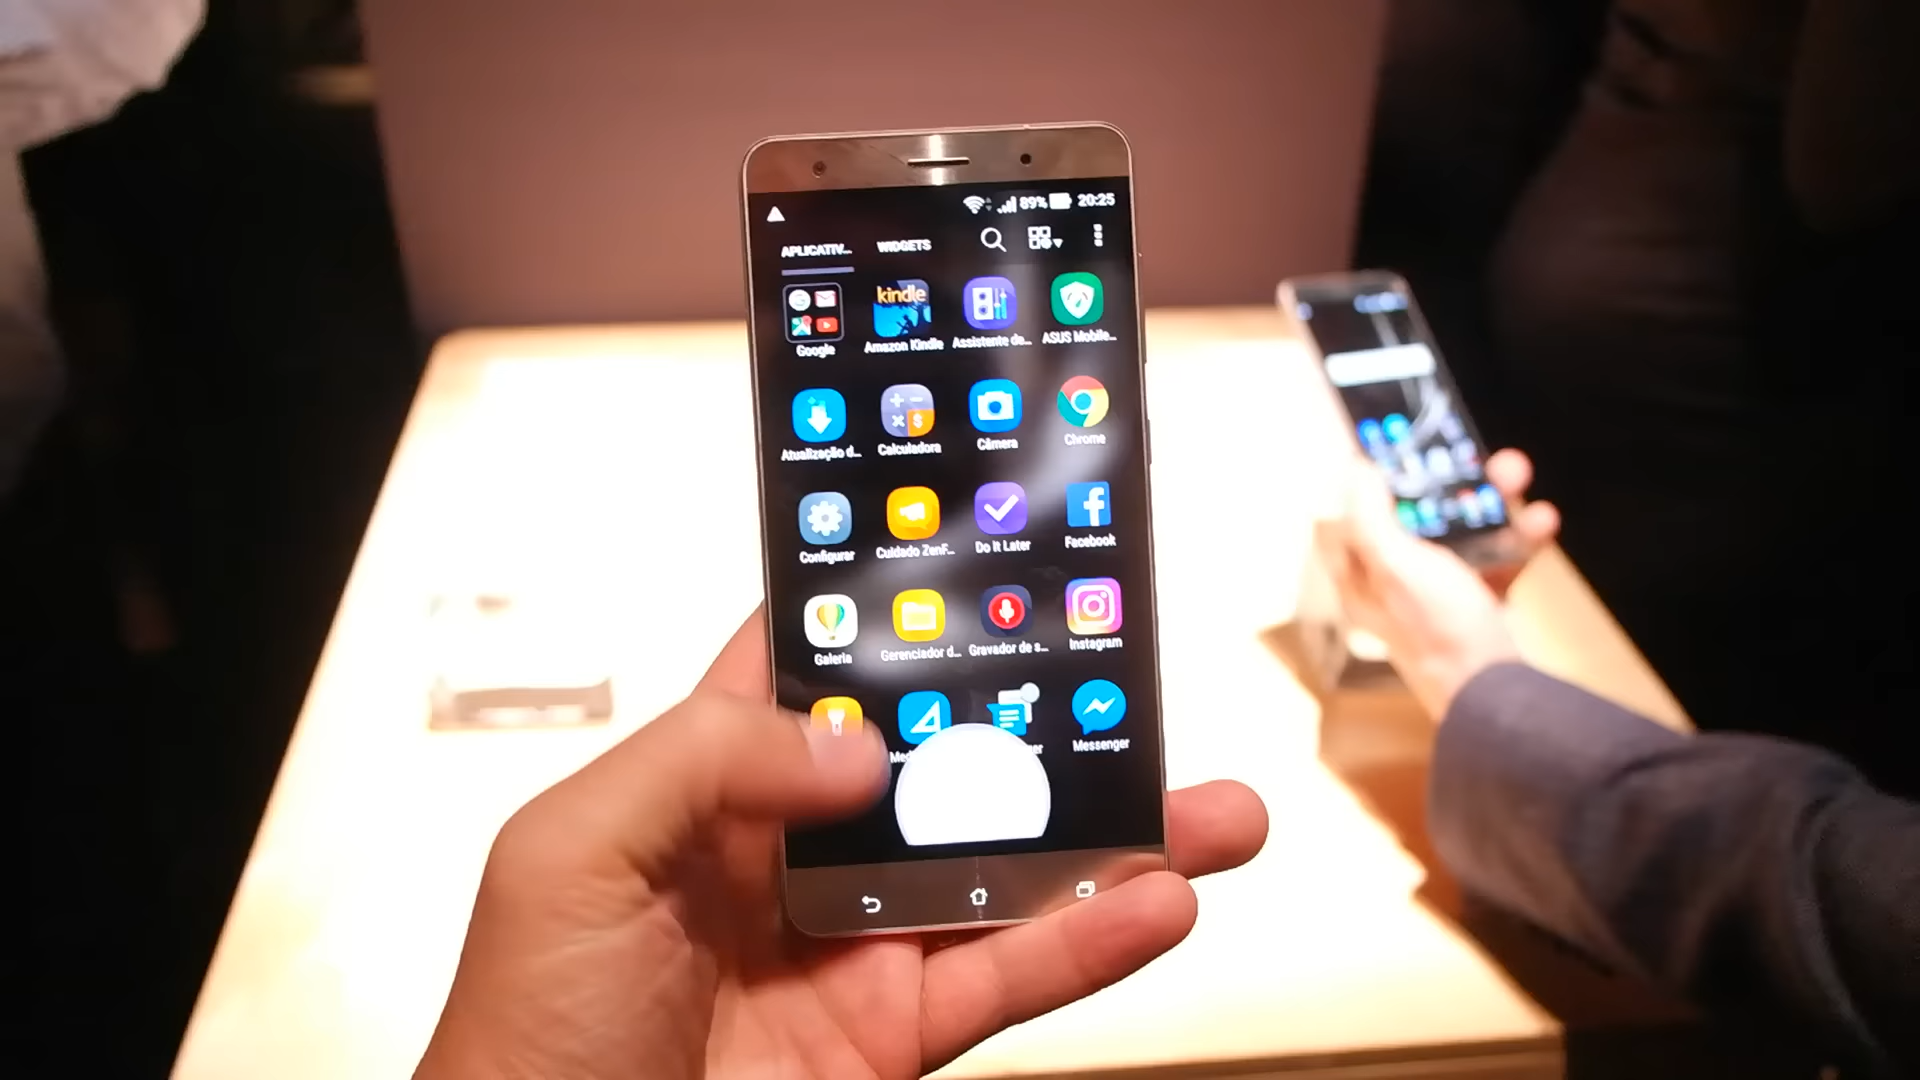 89% 20:25
APLICATIV... WIDGETS
Google
kindle
Amazon Kindle
Assistente de...
ASUS Mobile...
Atualização d...
Calculadora
Câmera
Chrome
Configurar
Cuidado ZenF...
Do It Later
Facebook
Galeria
Gerenciador d...
Gravador de s...
Instagram
Messenger